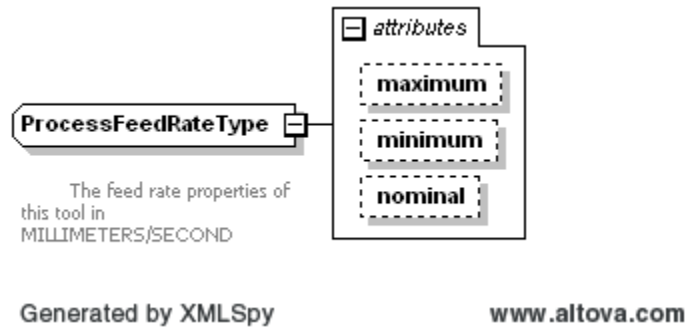 attributes
maximum
ProcessFeedRateType
minimum
nominal
The feed rate properties of
this tool in
MILLIMETERS/SECOND
Generated by XMLSpy
www.altova.com